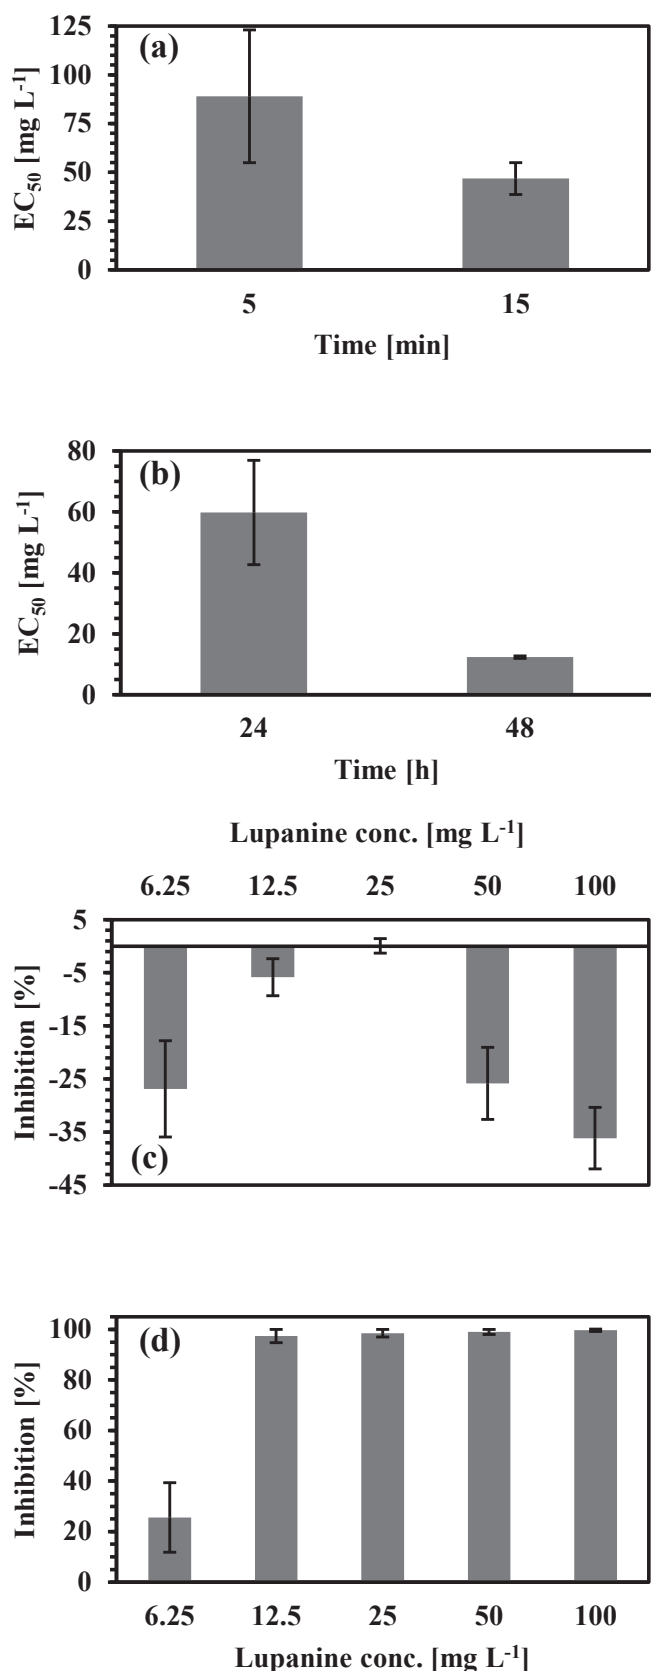 (a)
EC50 [mg L-1]
125
100
75
50
25
0
5 15
Time [min]
(b)
EC50 [mg L-1]
80
60
40
20
0
24 48
Time [h]
Lupanine conc. [mg L-1]
6.25 12.5 25 50 100
Inhibition [%]
5
-5
-15
-25
-35
-45
(c)
(d)
Inhibition [%]
100
80
60
40
20
0
6.25 12.5 25 50 100
Lupanine conc. [mg L-1]